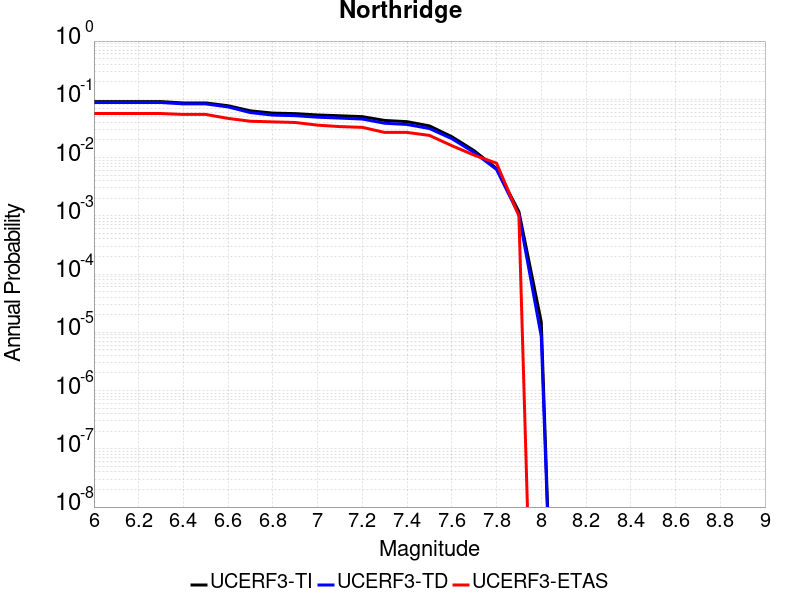 Northridge
10^0
10^-1
10^-2
10^-3
10^-4
10^-5
10^-6
10^-7
10^-8
Annual Probability
6 6.2 6.4 6.6 6.8 7 7.2 7.4 7.6 7.8 8 8.2 8.4 8.6 8.8 9
Magnitude
UCERF3-TI UCERF3-TD UCERF3-ETAS